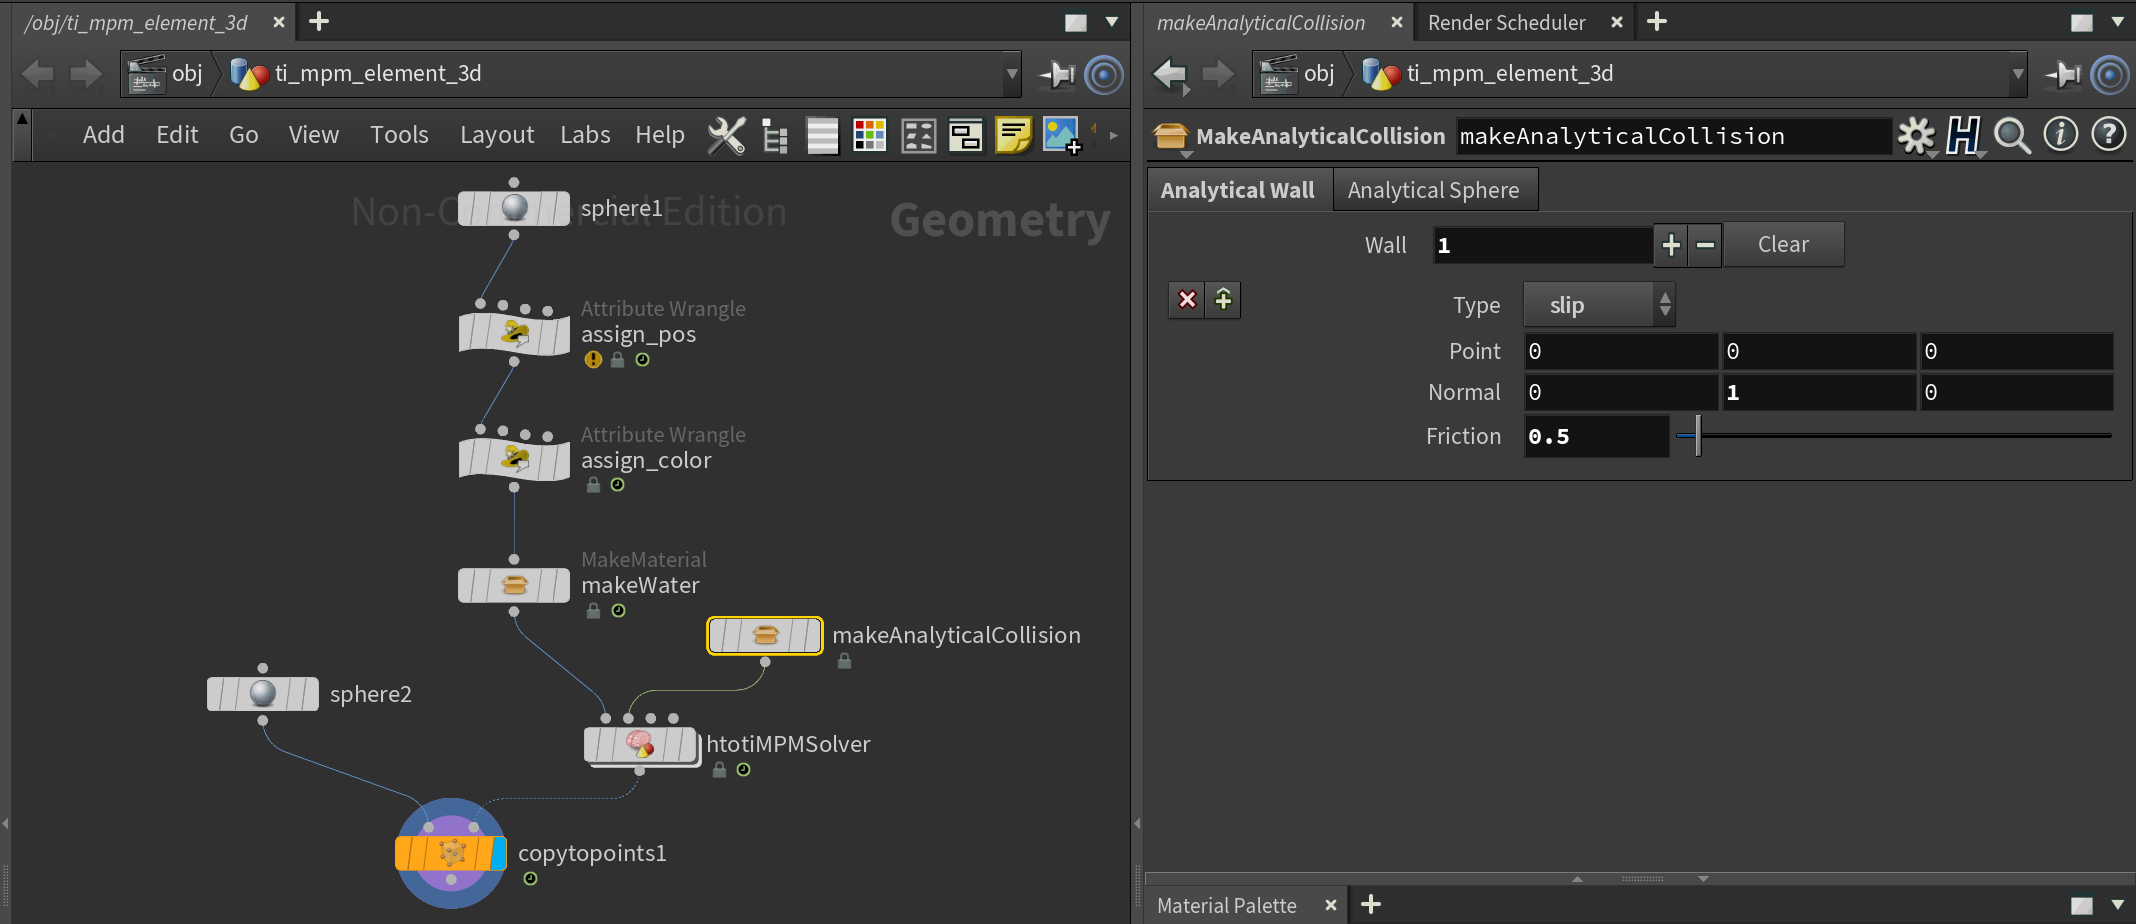 /obj/ti_mpm_element_3d
obj ti_mpm_element_3d
Add Edit Go View Tools Layout Labs Help
Non-Commercial Edition
Geometry
sphere1
Attribute Wrangle
assign_pos
Attribute Wrangle
assign_color
MakeMaterial
makeWater
makeAnalyticalCollision
sphere2
htotiMPMSolver
copytopoints1
makeAnalyticalCollision Render Scheduler
obj ti_mpm_element_3d
MakeAnalyticalCollision makeAnalyticalCollision
Analytical Wall Analytical Sphere
Wall 1 Clear
Type slip
Point 0 0 0
Normal 0 1 0
Friction 0.5
Material Palette